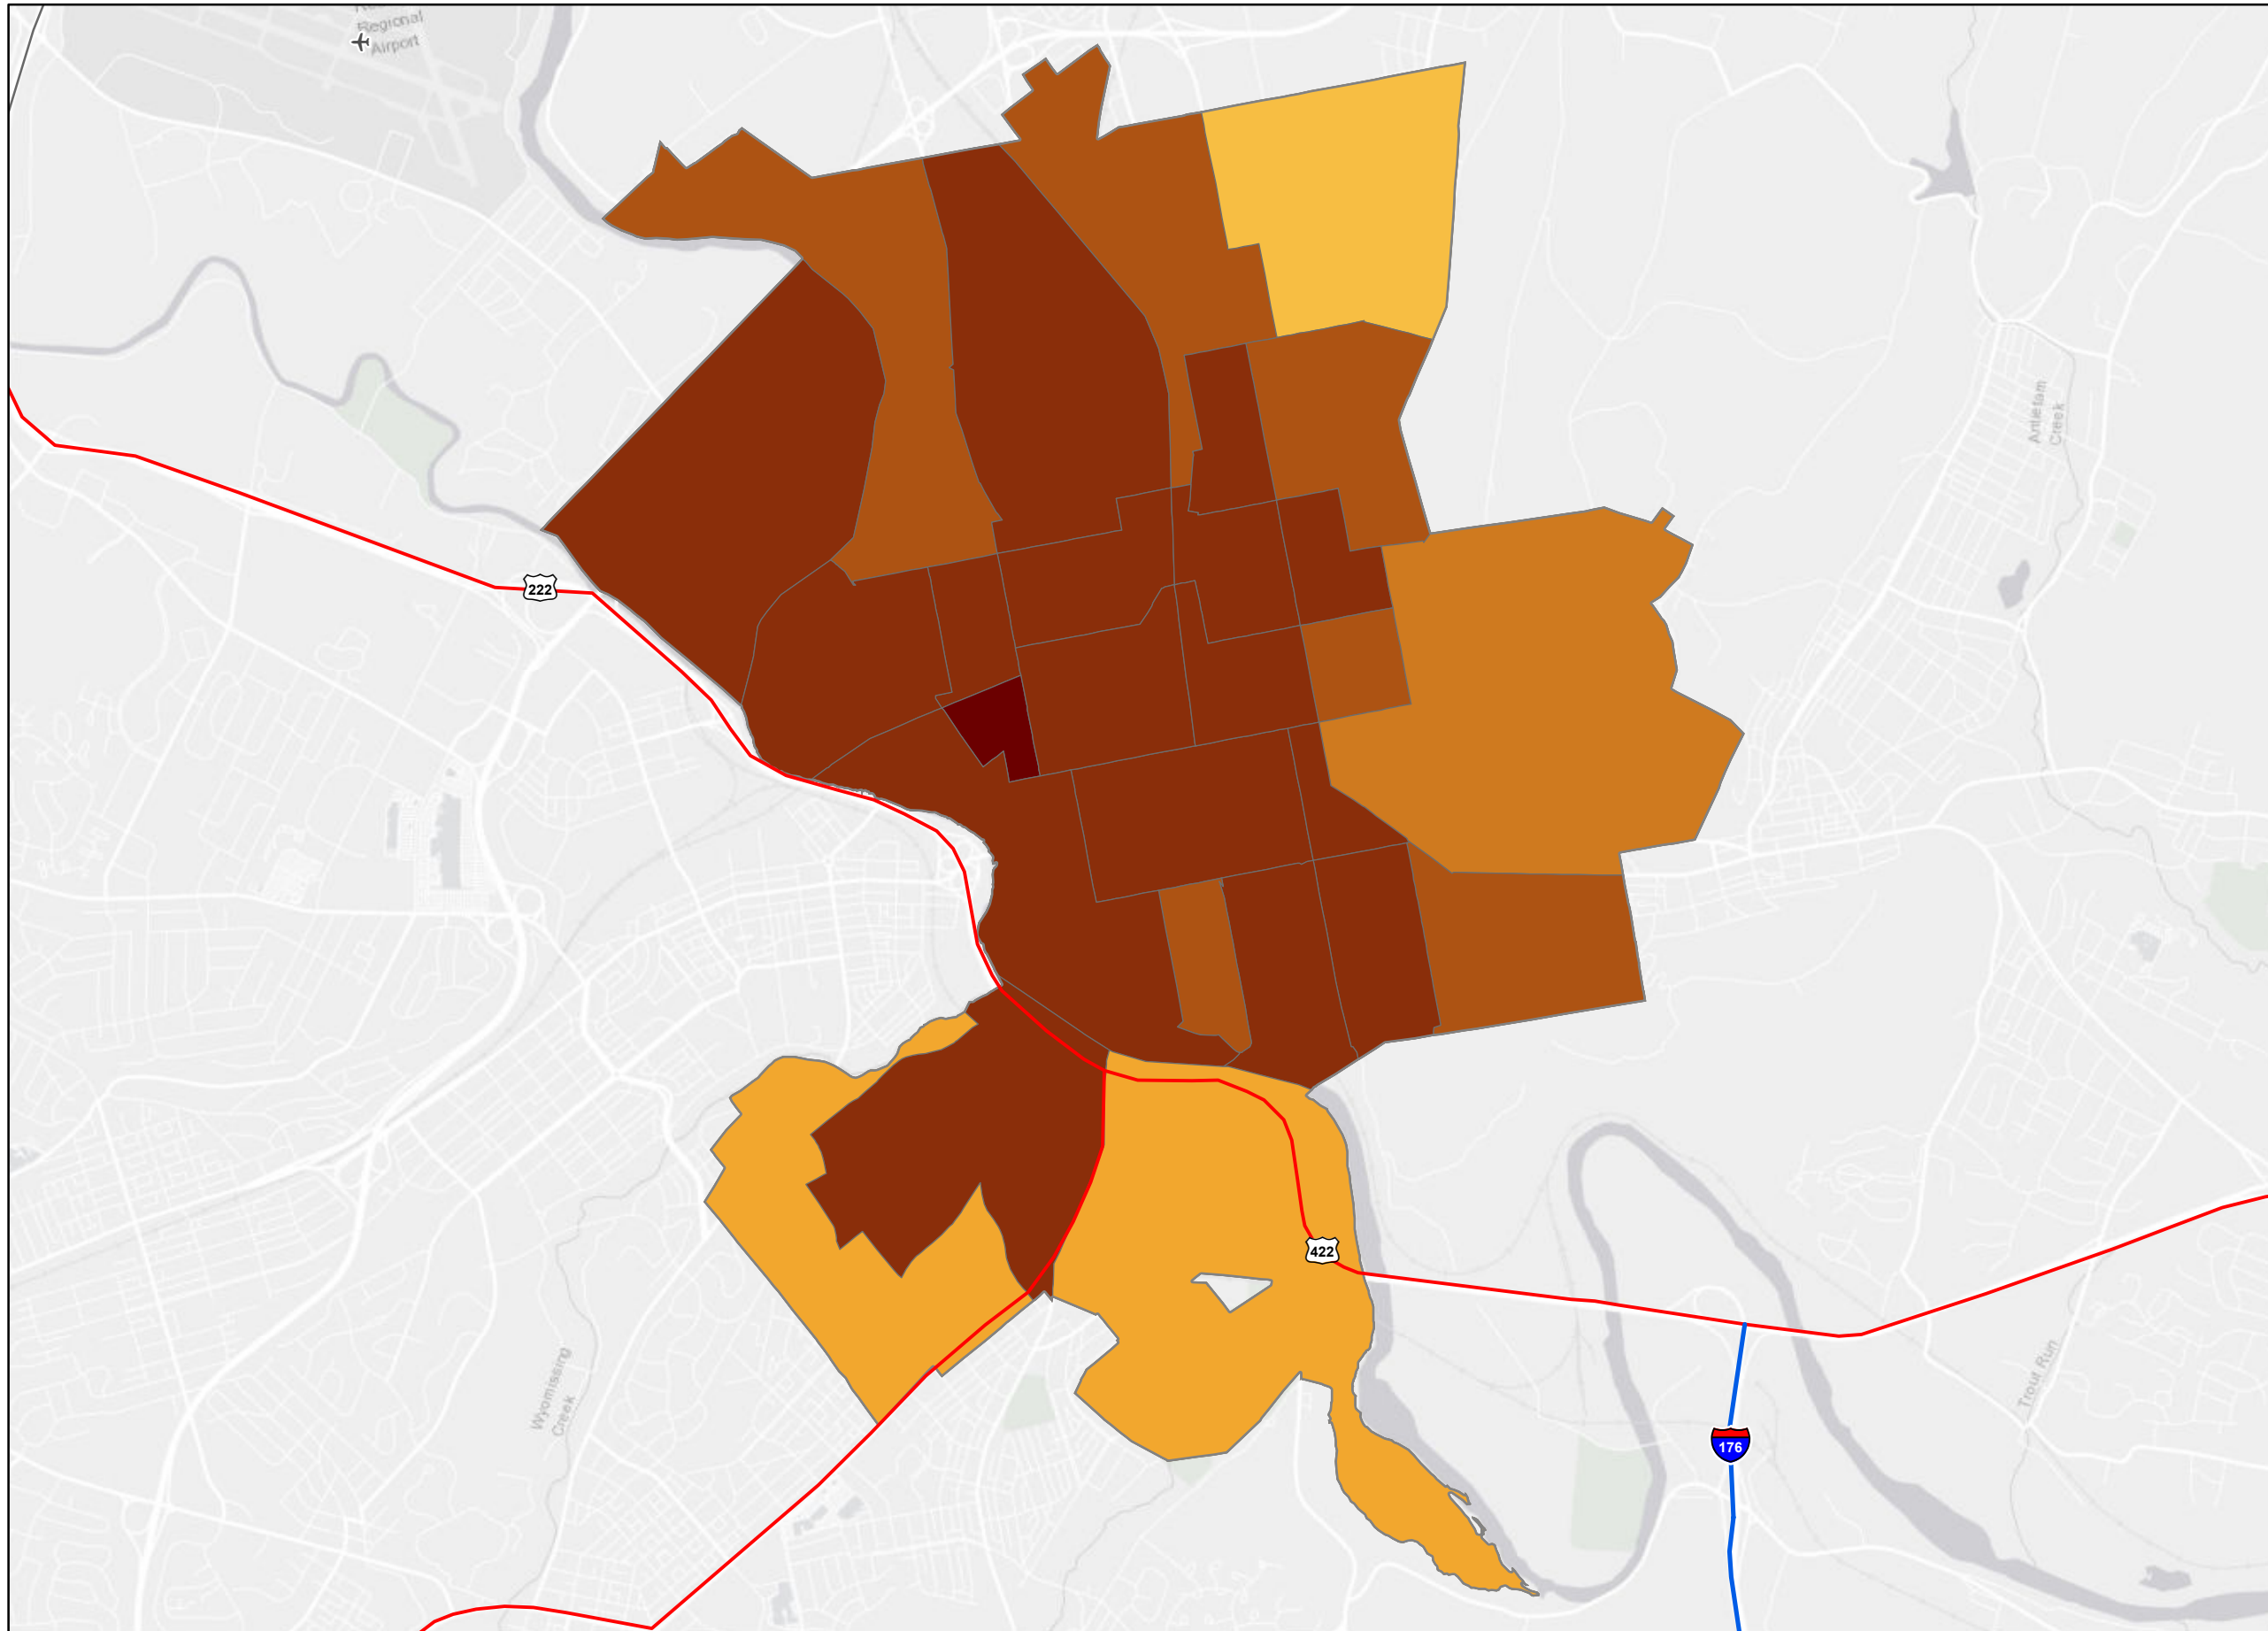 Regional
Airport
Antietam
Creek
222
422
Wyomissing
Creek
Trout Run
176